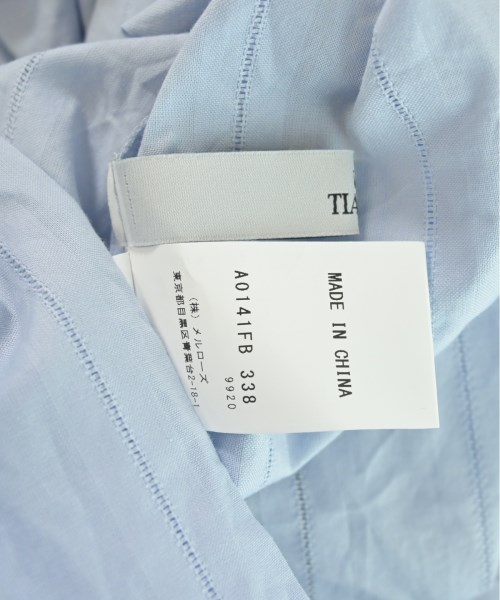 TIA
MADE IN CHINA
A0141FB 338
9920
(株)メルローズ
東京都目黒区青葉台2-18-1